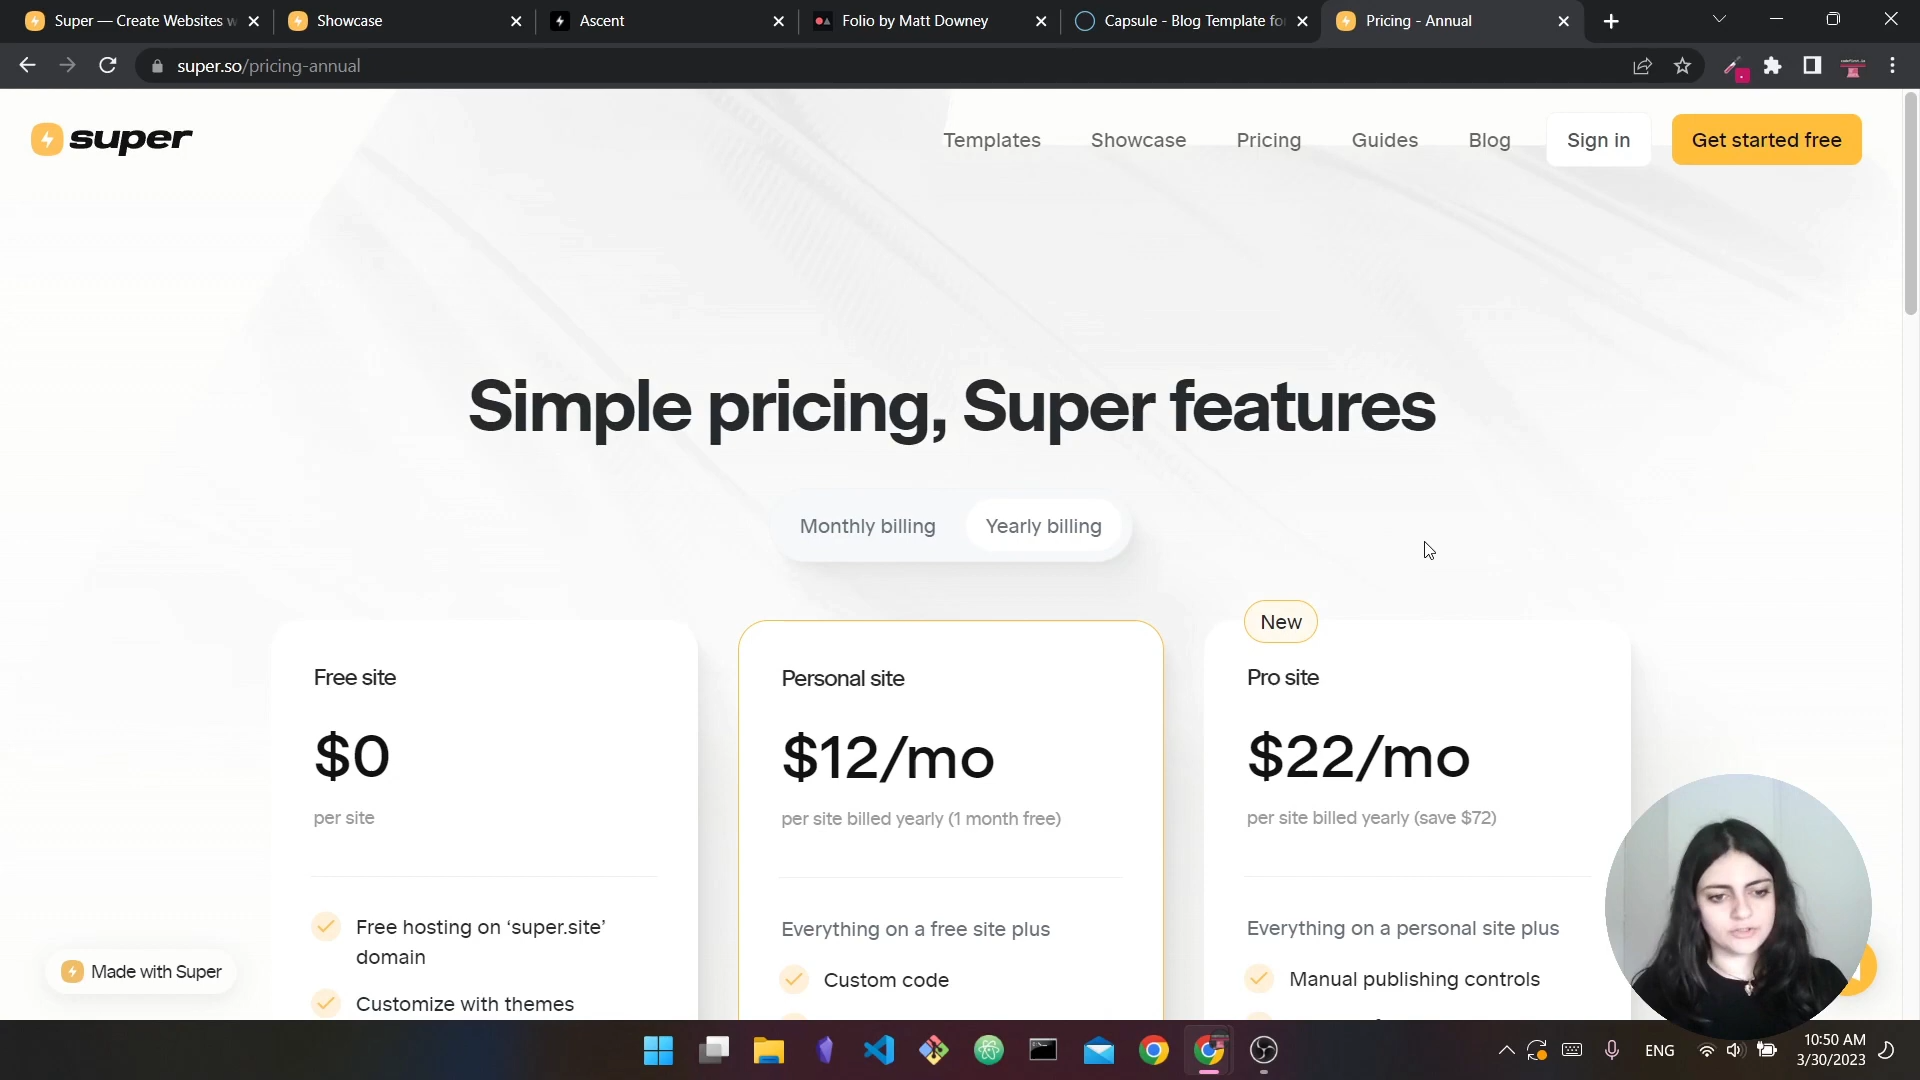 Super — Create Websites w
Showcase
Ascent
Folio by Matt Downey
Capsule - Blog Template fo
Pricing - Annual
super.so/pricing-annual
super
Templates
Showcase
Pricing
Guides
Blog
Sign in
Get started free
Simple pricing, Super features
Monthly billing
Yearly billing
Free site
$0
per site
Free hosting on ‘super.site’
domain
Customize with themes
Personal site
$12/mo
per site billed yearly (1 month free)
Everything on a free site plus
Custom code
New
Pro site
$22/mo
per site billed yearly (save $72)
Everything on a personal site plus
Manual publishing controls
Made with Super
ENG
10:50 AM
3/30/2023